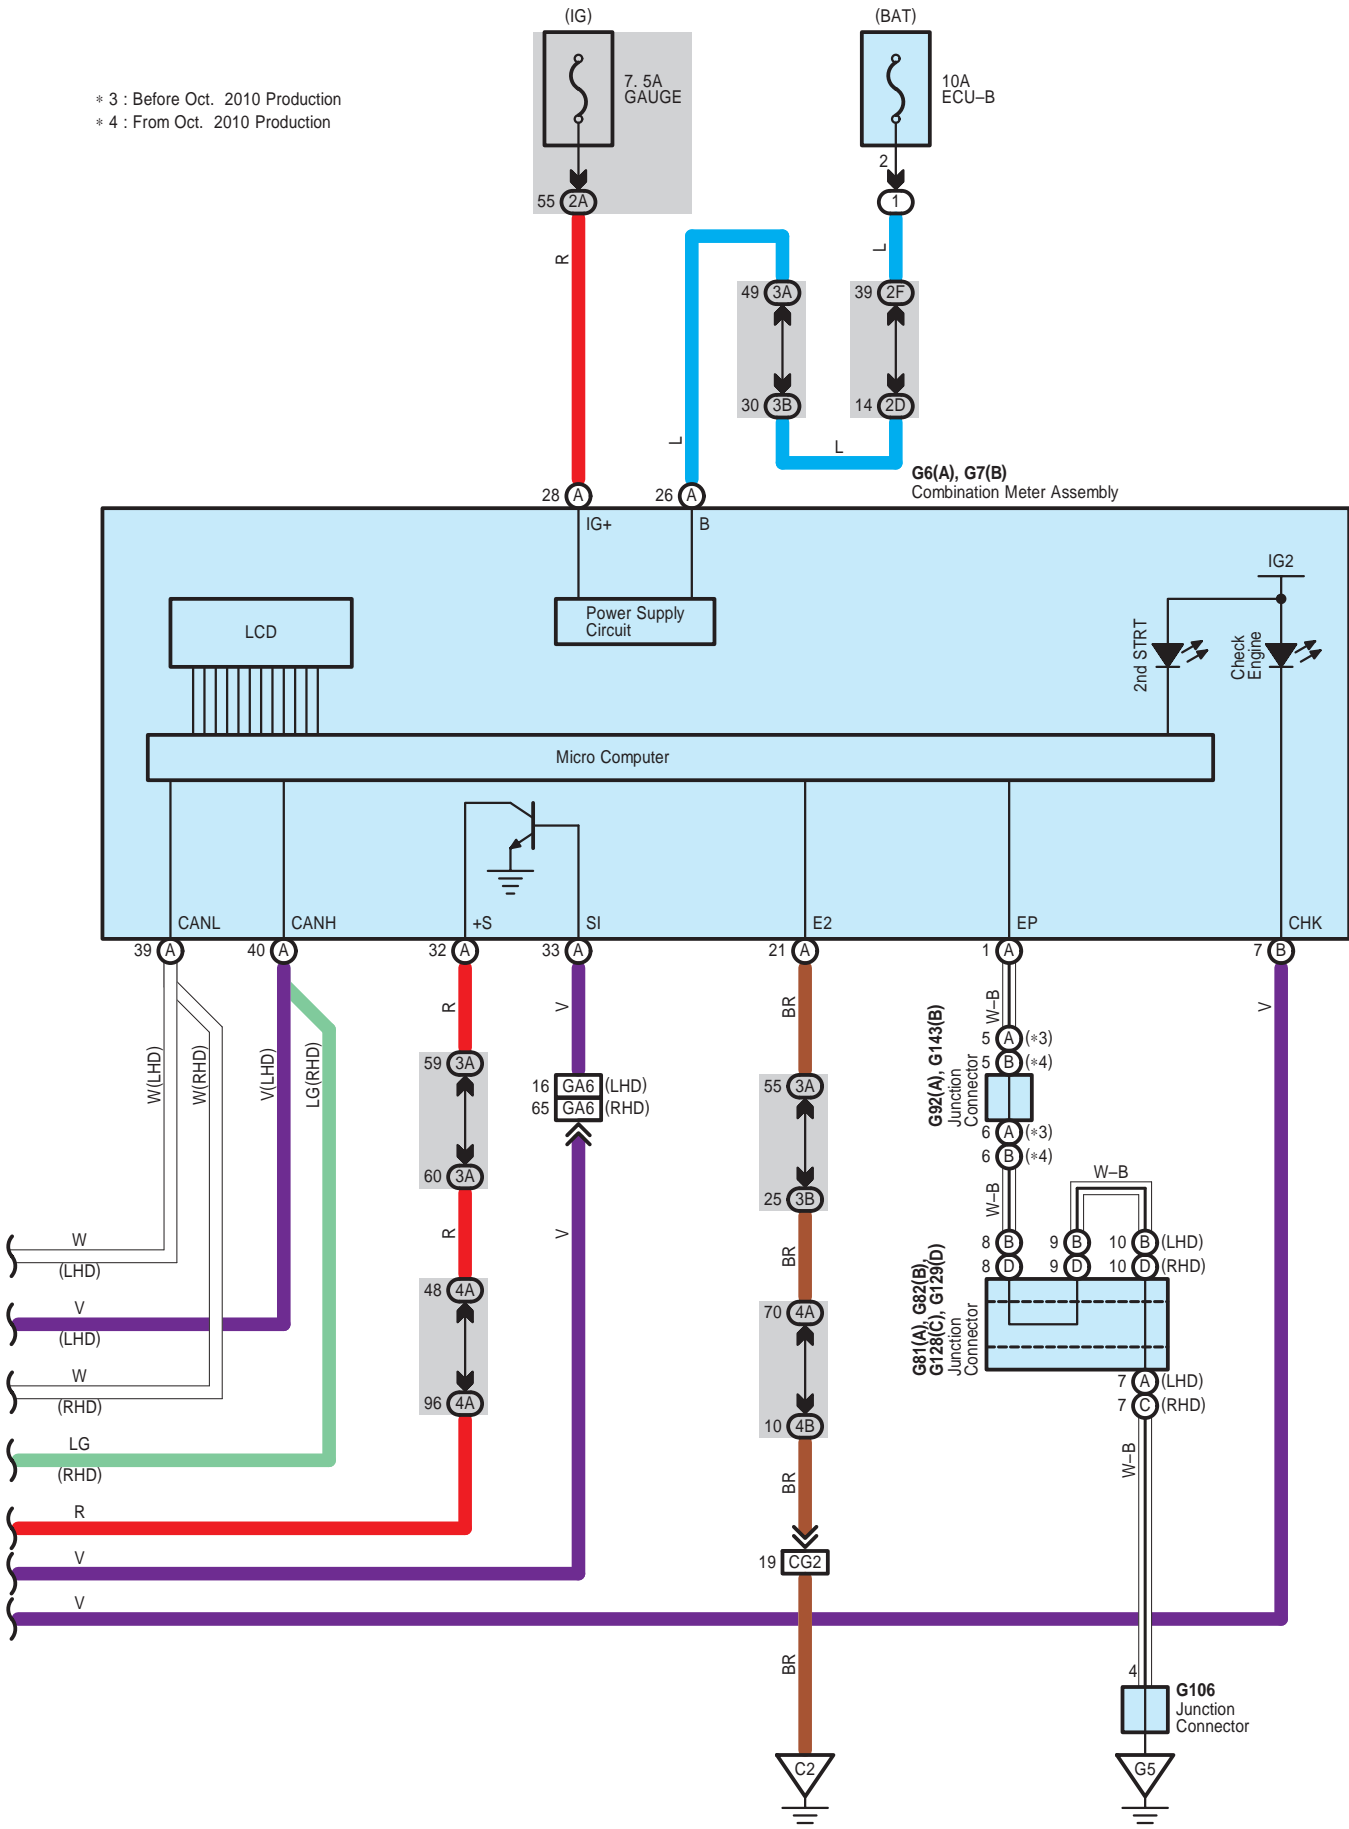 (IG)
(BAT)
* 3 : Before Oct. 2010 Production
* 4 : From Oct. 2010 Production
7. 5A
GAUGE
10A
ECU–B
2
55 2A
1
R
L
49 3A
39 2F
30 3B
14 2D
L
L
G6(A), G7(B)
Combination Meter Assembly
28 A
26 A
IG+
B
IG2
Power Supply
Circuit
LCD
2nd STRT
Check
Engine
Micro Computer
CANL
CANH
+S
SI
E2
EP
CHK
39 A
40 A
32 A
33 A
21 A
1 A
7 B
W(LHD)
W(RHD)
V(LHD)
LG(RHD)
R
V
BR
W–B
V
5 A (*3)
5 B (*4)
G92(A), G143(B)
Junction
Connector
6 A (*3)
6 B (*4)
59 3A
16 GA6 (LHD)
65 GA6 (RHD)
55 3A
60 3A
25 3B
W–B
W–B
R
V
BR
8 B
9 B
10 B (LHD)
8 D
9 D
10 D (RHD)
G81(A), G82(B),
G128(C), G129(D)
Junction
Connector
W
(LHD)
V
(LHD)
W
(RHD)
LG
(RHD)
48 4A
70 4A
96 4A
10 4B
7 A (LHD)
7 C (RHD)
W–B
BR
R
V
V
19 CG2
BR
4
G106
Junction
Connector
C2
G5